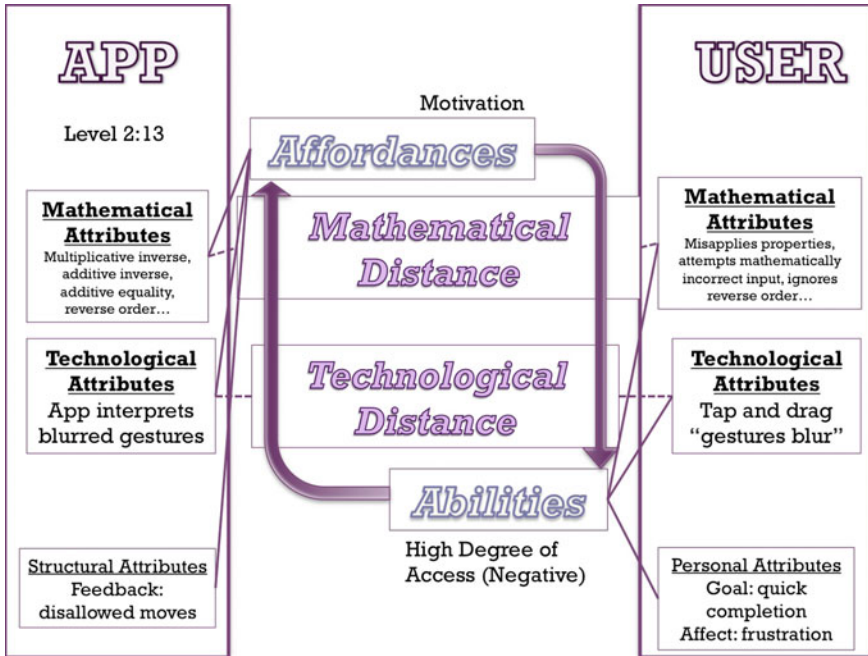 APP
Level 2:13
Mathematical
Attributes
Multiplicative inverse,
additive inverse,
additive equality,
reverse order…
Technological
Attributes
App interprets
blurred gestures
Structural Attributes
Feedback:
disallowed moves
Motivation
Affordances
Mathematical
Distance
Technological
Distance
Abilities
High Degree of
Access (Negative)
USER
Mathematical
Attributes
Misapplies properties,
attempts mathematically
incorrect input, ignores
reverse order…
Technological
Attributes
Tap and drag
“gestures blur”
Personal Attributes
Goal: quick
completion
Affect: frustration